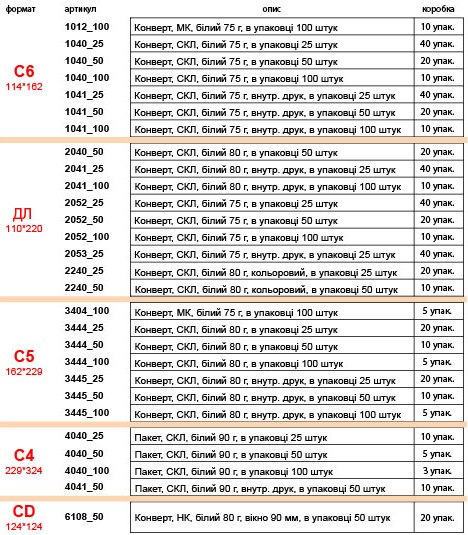 формат артикул опис коробка
1012_100 Конверт, МК, білий 75 г, в упаковці 100 штук 10 упак.
1040_25 Конверт, СКЛ, білий 75 г, в упаковці 25 штук 40 упак.
1040_50 Конверт, СКЛ, білий 75 г, в упаковці 50 штук 20 упак.
С6 1040_100 Конверт, СКЛ, білий 75 г, в упаковці 100 штук 10 упак.
114*162 1041_25 Конверт, СКЛ, білий 75 г, внутр. друк, в упаковці 25 штук 40 упак.
1041_50 Конверт, СКЛ, білий 75 г, внутр. друк, в упаковці 50 штук 20 упак.
1041_100 Конверт, СКЛ, білий 75 г, внутр. друк, в упаковці 100 штук 10 упак.
2040_50 Конверт, СКЛ, білий 80 г, в упаковці 50 штук 20 упак.
2041_25 Конверт, СКЛ, білий 80 г, внутр. друк, в упаковці 25 штук 40 упак.
2041_100 Конверт, СКЛ, білий 80 г, внутр. друк, в упаковці 100 штук 10 упак.
2052_25 Конверт, СКЛ, білий 75 г, в упаковці 25 штук 40 упак.
ДЛ 2052_50 Конверт, СКЛ, білий 75 г, в упаковці 50 штук 20 упак.
110*220 2052_100 Конверт, СКЛ, білий 75 г, в упаковці 100 штук 10 упак.
2053_25 Конверт, СКЛ, білий 75 г, внутр. друк, в упаковці 25 штук 40 упак.
2240_25 Конверт, СКЛ, білий 80 г, кольоровий, в упаковці 25 штук 20 упак.
2240_50 Конверт, СКЛ, білий 80 г, кольоровий, в упаковці 50 штук 10 упак.
3404_100 Конверт, МК, білий 75 г, в упаковці 100 штук 5 упак.
3444_25 Конверт, СКЛ, білий 80 г, в упаковці 25 штук 20 упак.
3444_50 Конверт, СКЛ, білий 80 г, в упаковці 50 штук 10 упак.
С5 3444_100 Конверт, СКЛ, білий 80 г, в упаковці 100 штук 5 упак.
162*229 3445_25 Конверт, СКЛ, білий 80 г, внутр. друк, в упаковці 25 штук 20 упак.
3445_50 Конверт, СКЛ, білий 80 г, внутр. друк, в упаковці 50 штук 10 упак.
3445_100 Конверт, СКЛ, білий 80 г, внутр. друк, в упаковці 100 штук 5 упак.
4040_25 Пакет, СКЛ, білий 90 г, в упаковці 25 штук 10 упак.
С4 4040_50 Пакет, СКЛ, білий 90 г, в упаковці 50 штук 5 упак.
229*324 4040_100 Пакет, СКЛ, білий 90 г, в упаковці 100 штук 3 упак.
4041_50 Пакет, СКЛ, білий 90 г, внутр. друк, в упаковці 50 штук 10 упак.
CD 6108_50 Конверт, НК, білий 80 г, вікно 90 мм, в упаковці 50 штук 20 упак.
124*124